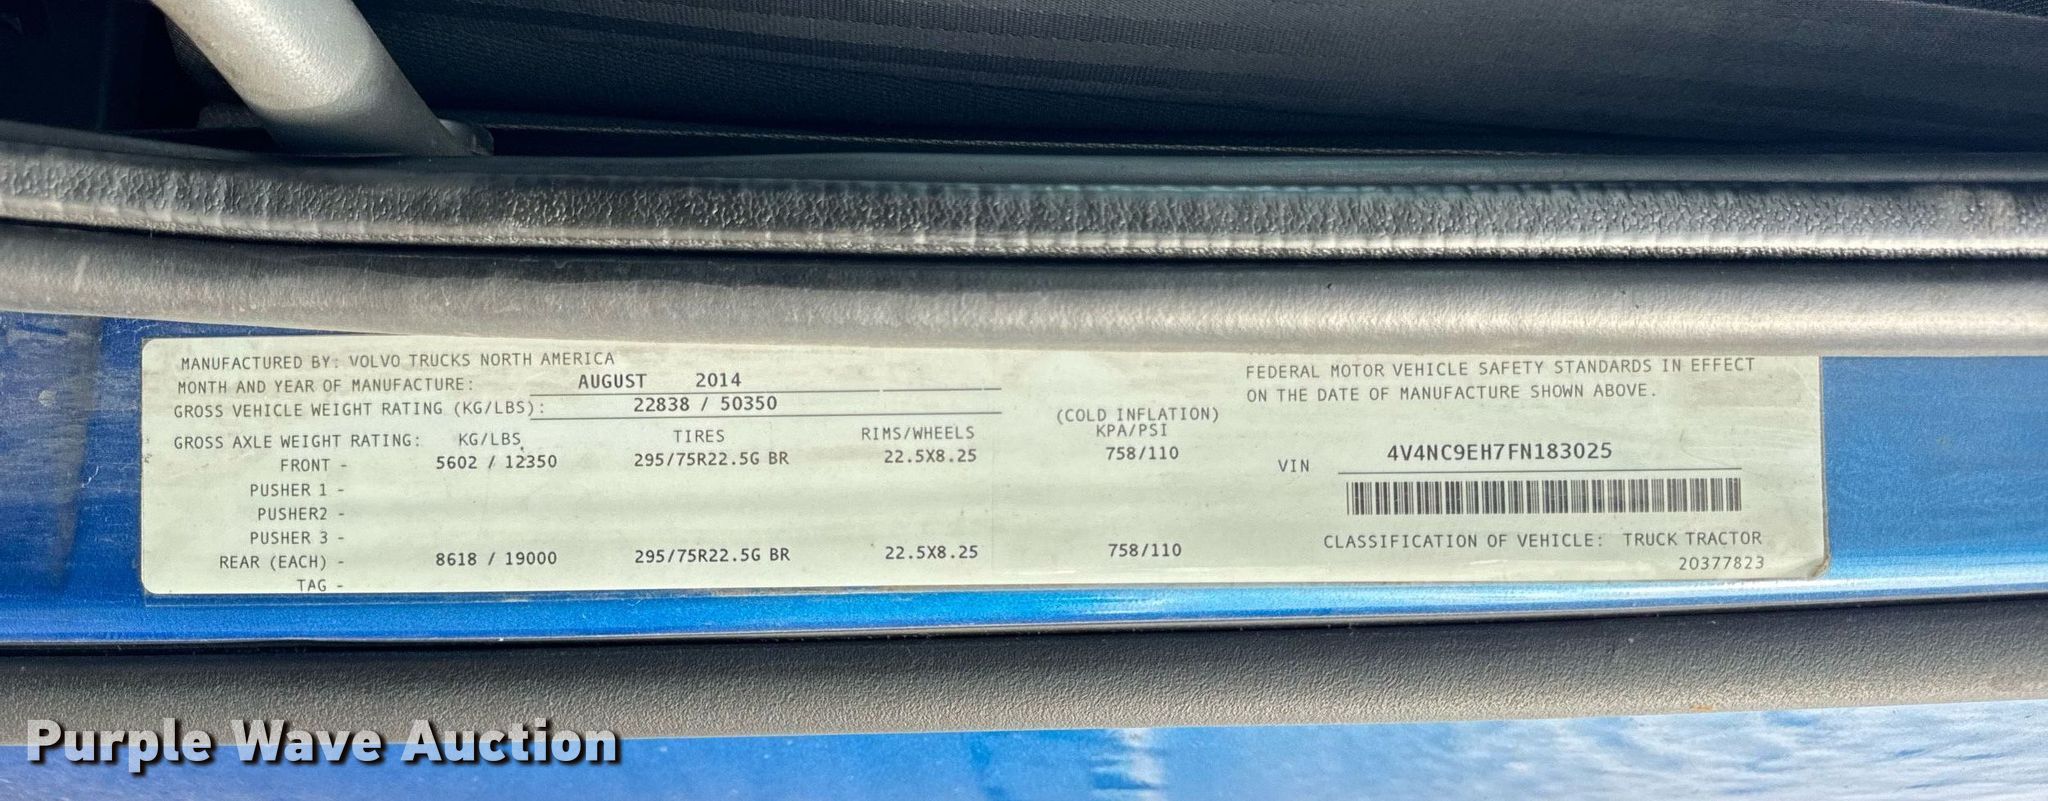 MANUFACTURED BY: VOLVO TRUCKS NORTH AMERICA
MONTH AND YEAR OF MANUFACTURE: AUGUST 2014
GROSS VEHICLE WEIGHT RATING (KG/LBS): 22838 / 50350
GROSS AXLE WEIGHT RATING: KG/LBS TIRES RIMS/WHEELS (COLD INFLATION) KPA/PSI
FRONT - 5602 / 12350 295/75R22.5G BR 22.5X8.25 758/110
PUSHER 1 -
PUSHER2 -
PUSHER 3 -
REAR (EACH) - 8618 / 19000 295/75R22.5G BR 22.5X8.25 758/110
TAG -
FEDERAL MOTOR VEHICLE SAFETY STANDARDS IN EFFECT
ON THE DATE OF MANUFACTURE SHOWN ABOVE.
VIN 4V4NC9EH7FN183025
CLASSIFICATION OF VEHICLE: TRUCK TRACTOR
20377823
Purple Wave Auction